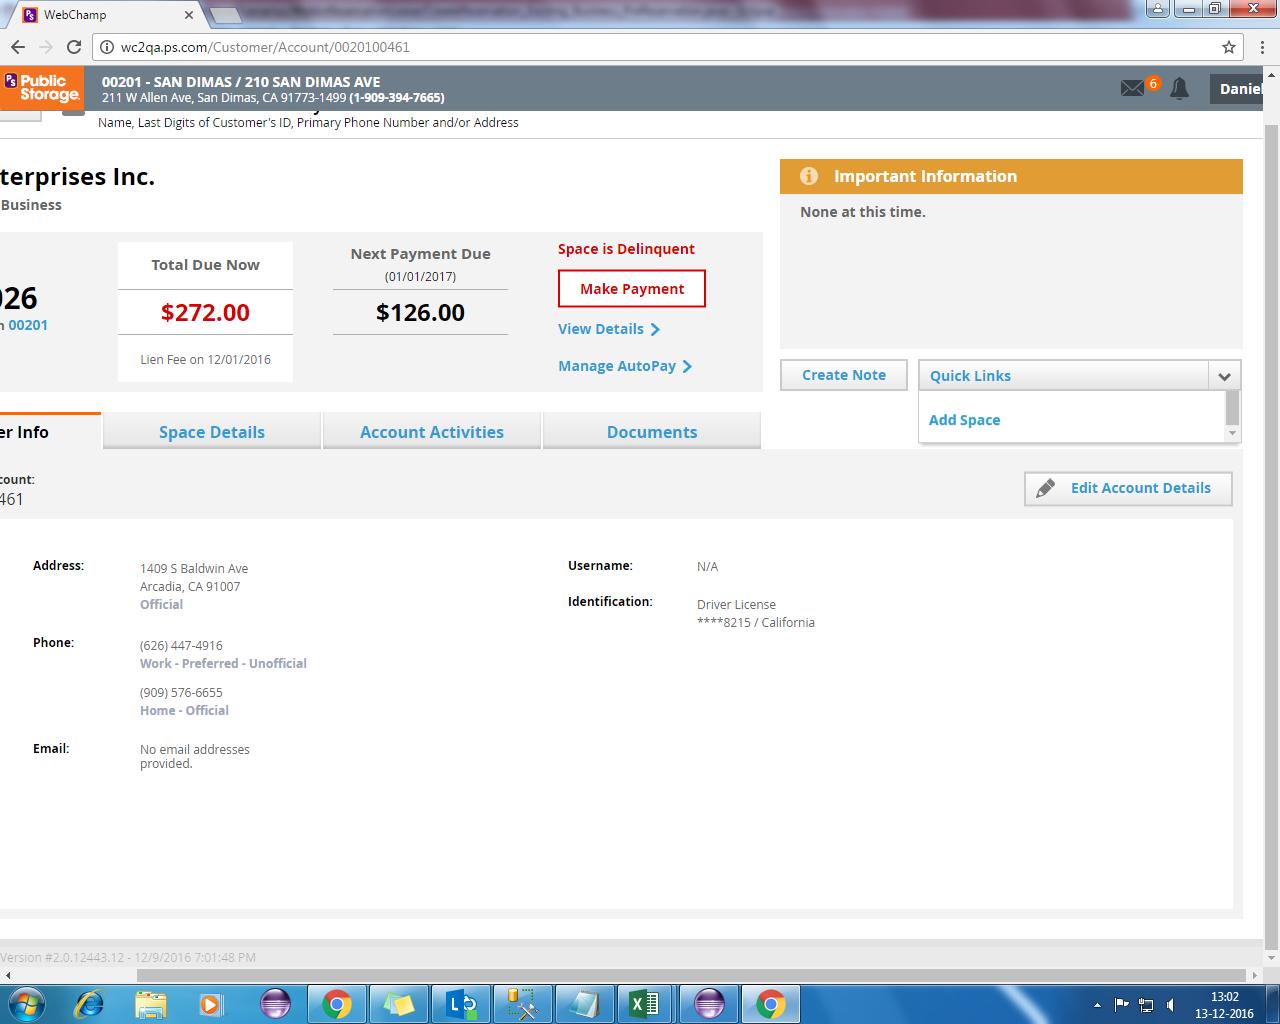 WebChamp
wc2qa.ps.com/Customer/Account/0020100461
PS
Public
Storage.
00201 - SAN DIMAS / 210 SAN DIMAS AVE
211 W Allen Ave, San Dimas, CA 91773-1499 (1-909-394-7665)
6
Daniel
Name, Last Digits of Customer's ID, Primary Phone Number and/or Address
terprises Inc.
Business
Important Information
None at this time.
026
n 00201
Total Due Now
$272.00
Lien Fee on 12/01/2016
Next Payment Due
(01/01/2017)
$126.00
Space is Delinquent
Make Payment
View Details
Manage AutoPay
Create Note
Quick Links
Add Space
er Info
Space Details
Account Activities
Documents
count:
461
Edit Account Details
Address:
1409 S Baldwin Ave
Arcadia, CA 91007
Official
Phone:
(626) 447-4916
Work - Preferred - Unofficial
(909) 576-6655
Home - Official
Email:
No email addresses
provided.
Username:
N/A
Identification:
Driver License
****8215 / California
Version #2.0.12443.12 - 12/9/2016 7:01:48 PM
13:02
13-12-2016